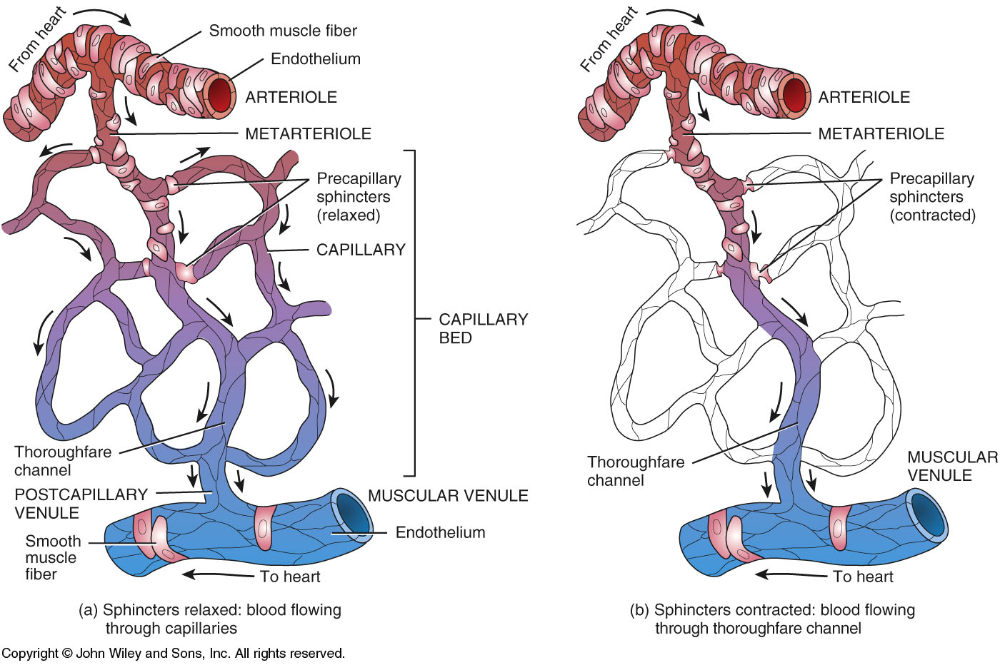 From heart
Smooth muscle fiber
Endothelium
ARTERIOLE
METARTERIOLE
Precapillary
sphincters
(relaxed)
CAPILLARY
CAPILLARY
BED
Thoroughfare
channel
POSTCAPILLARY
VENULE
MUSCULAR VENULE
Smooth
muscle
fiber
Endothelium
To heart
(a) Sphincters relaxed: blood flowing
through capillaries
From heart
ARTERIOLE
METARTERIOLE
Precapillary
sphincters
(contracted)
Thoroughfare
channel
MUSCULAR
VENULE
To heart
(b) Sphincters contracted: blood flowing
through thoroughfare channel
Copyright © John Wiley and Sons, Inc. All rights reserved.